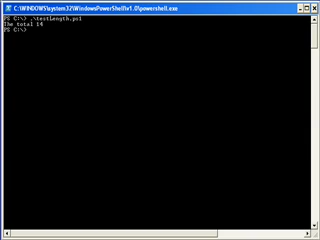 C:\WINDOWS\system32\WindowsPowerShell\v1.0\powershell.exe
PS C:\> .\testLength.ps1
The total 14
PS C:\>